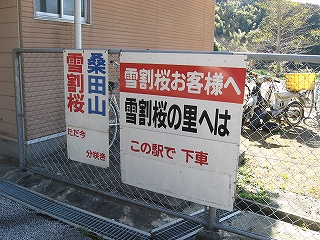 桑田山
雪割桜
ただ今
分咲き
雪割桜お客様へ
雪割桜の里へは
この駅で 下車